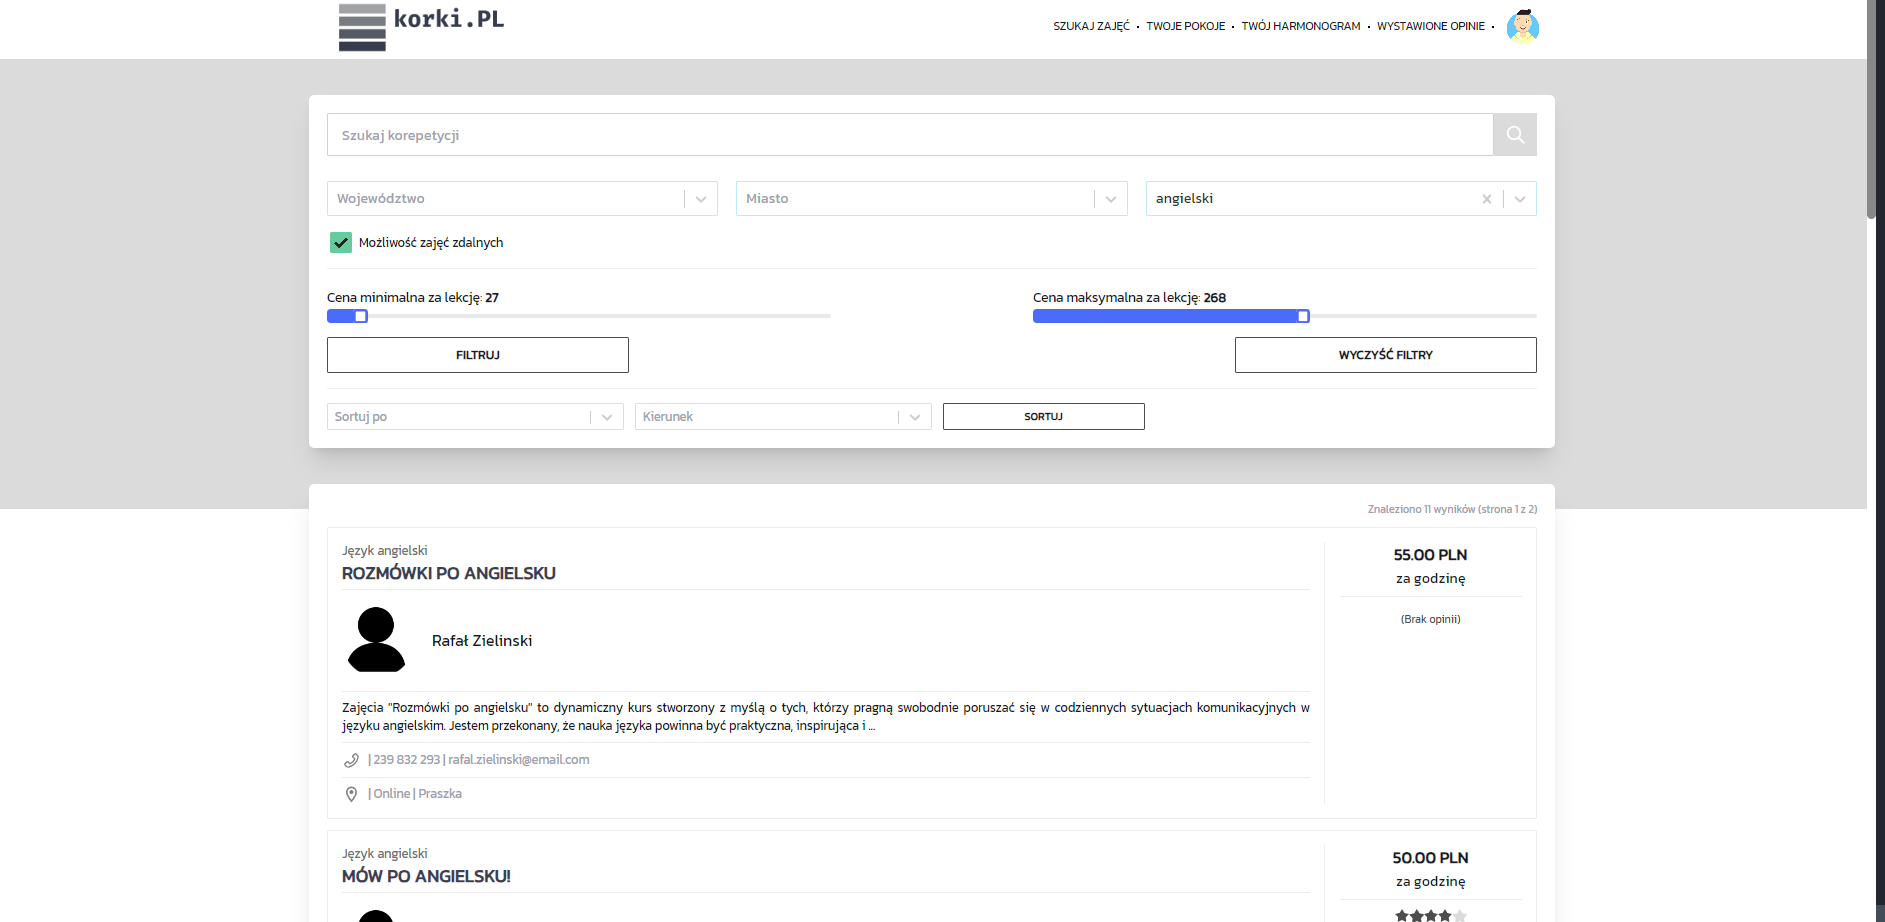 korki.PL
SZUKAJ ZAJĘĆ • TWOJE POKOJE • TWÓJ HARMONOGRAM • WYSTAWIONE OPINIE •
Szukaj korepetycji
Województwo
Miasto
angielski
Możliwość zajęć zdalnych
Cena minimalna za lekcję: 27
Cena maksymalna za lekcję: 268
FILTRUJ
WYCZYŚĆ FILTRY
Sortuj po
Kierunek
SORTUJ
Znaleziono 11 wyników (strona 1 z 2)
Język angielski
ROZMÓWKI PO ANGIELSKU
55.00 PLN
za godzinę
(Brak opinii)
Rafał Zielinski
Zajęcia "Rozmówki po angielsku" to dynamiczny kurs stworzony z myślą o tych, którzy pragną swobodnie poruszać się w codziennych sytuacjach komunikacyjnych w
języku angielskim. Jestem przekonany, że nauka języka powinna być praktyczna, inspirująca i ...
| 239 832 293 | rafal.zielinski@email.com
| Online | Praszka
Język angielski
MÓW PO ANGIELSKU!
50.00 PLN
za godzinę